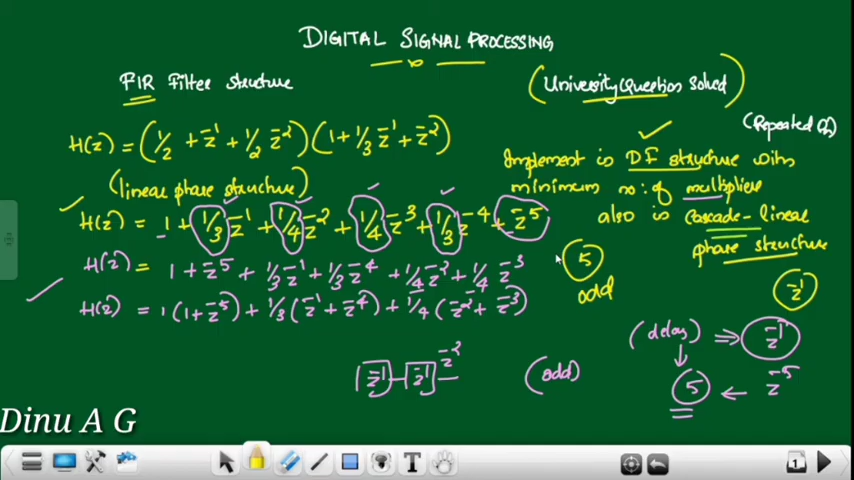 DIGITAL SIGNAL PROCESSING
FIR Filter Structure
(University Question Solved)
(Repeated Q)
H(z) = (1/2 + z⁻¹ + 1/2 z⁻²)(1 + 1/3 z⁻¹ + z⁻²)
Implement in DF structure with
minimum no: of multipliers
also in cascade-linear
phase structure
(linear phase structure)
H(z) = 1 + 1/3 z⁻¹ + 1/4 z⁻² + 1/4 z⁻³ + 1/3 z⁻⁴ + z⁻⁵
H(z) = 1 + z⁻⁵ + 1/3 z⁻¹ + 1/3 z⁻⁴ + 1/4 z⁻² + 1/4 z⁻³
5
odd
z⁻¹
H(z) = 1(1 + z⁻⁵) + 1/3(z⁻¹ + z⁻⁴) + 1/4(z⁻² + z⁻³)
(delay) ⇒ z⁻¹
↓
5 ← z⁻⁵
z⁻¹ z⁻¹ z⁻²
(odd)
Dinu A G
T
1